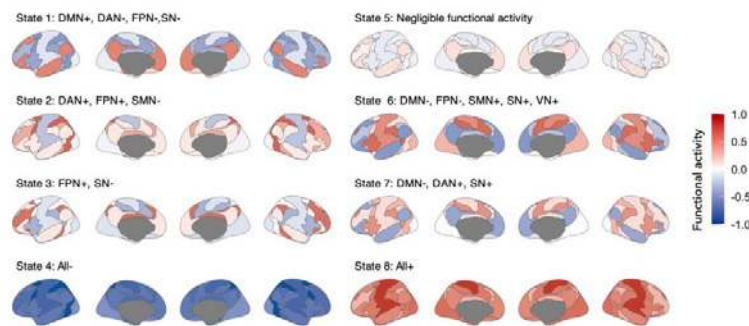 State 1: DMN+, DAN-, FPN-,SN-
State 2: DAN+, FPN+, SMN-
State 3: FPN+, SN-
State 4: All-
State 5: Negligible functional activity
State 6: DMN-, FPN-, SMN+, SN+, VN+
State 7: DMN-, DAN+, SN+
State 8: All+
Functional activity
1.0
0.5
0.0
-0.5
-1.0